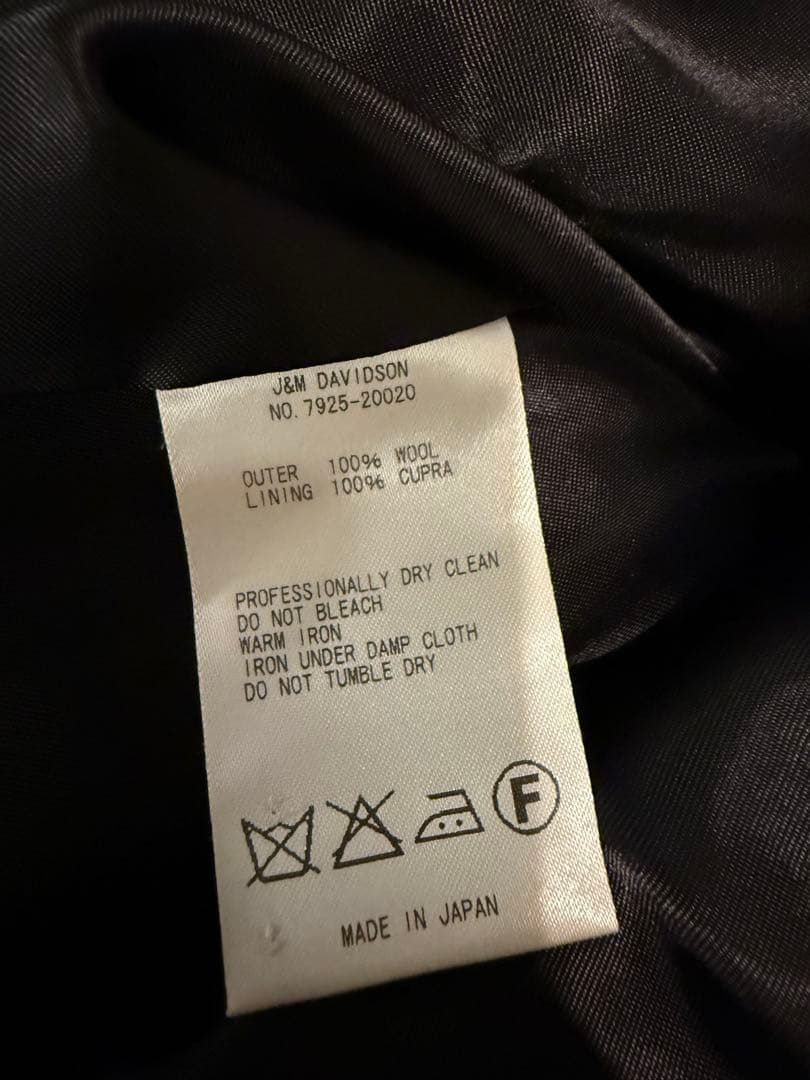 J&M DAVIDSON
NO. 7925-20020
OUTER 100% WOOL
LINING 100% CUPRA
PROFESSIONALLY DRY CLEAN
DO NOT BLEACH
WARM IRON
IRON UNDER DAMP CLOTH
DO NOT TUMBLE DRY
F
MADE IN JAPAN